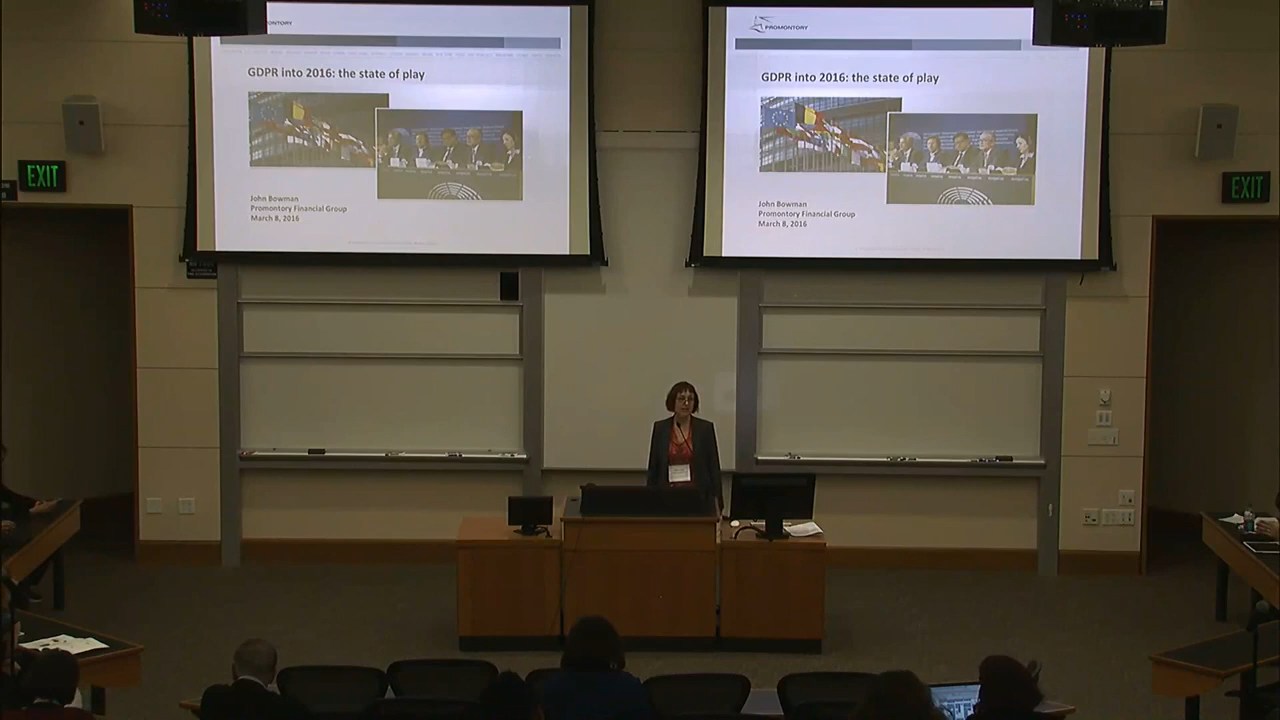 PROMONTORY
GDPR into 2016: the state of play
John Bowman
Promontory Financial Group
March 8, 2016
PROMONTORY
GDPR into 2016: the state of play
John Bowman
Promontory Financial Group
March 8, 2016
EXIT
EXIT